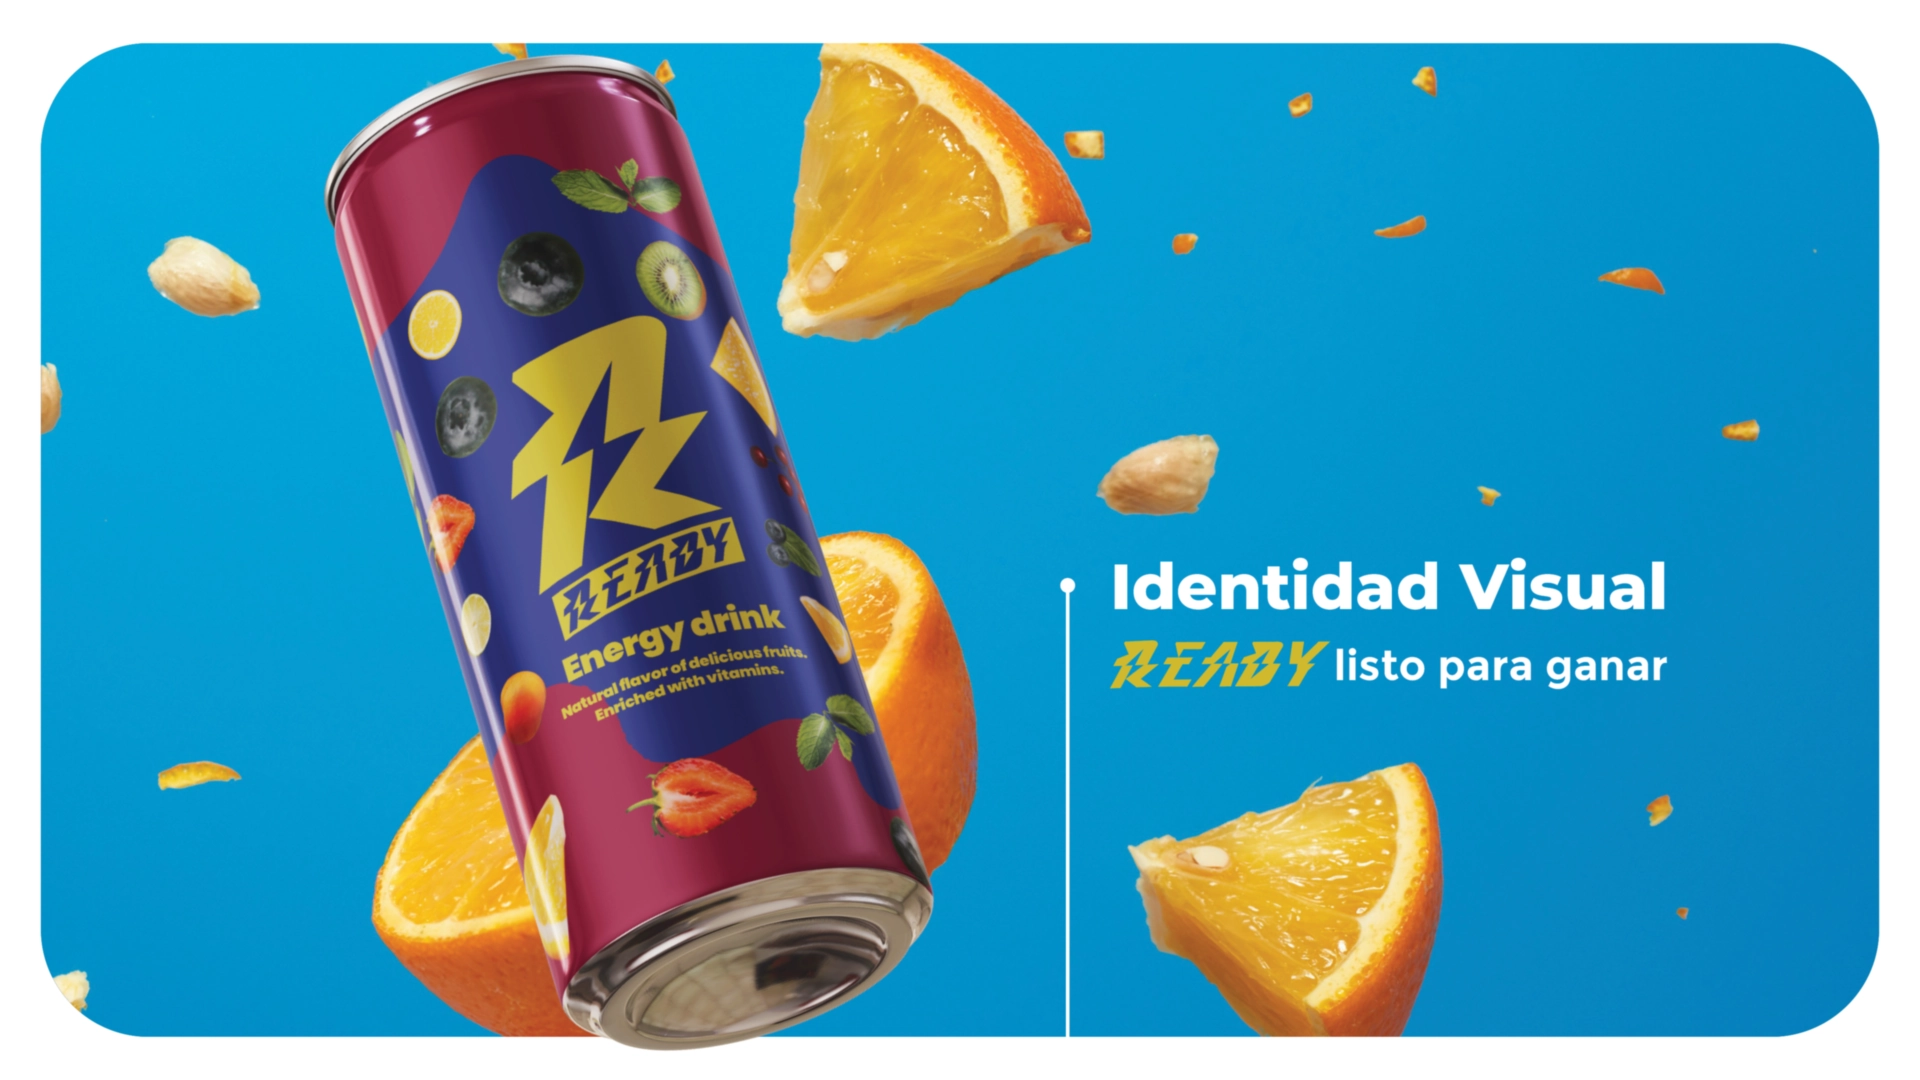 R
READY
Energy drink
Natural flavor of delicious fruits.
Enriched with vitamins.
Identidad Visual
READY listo para ganar